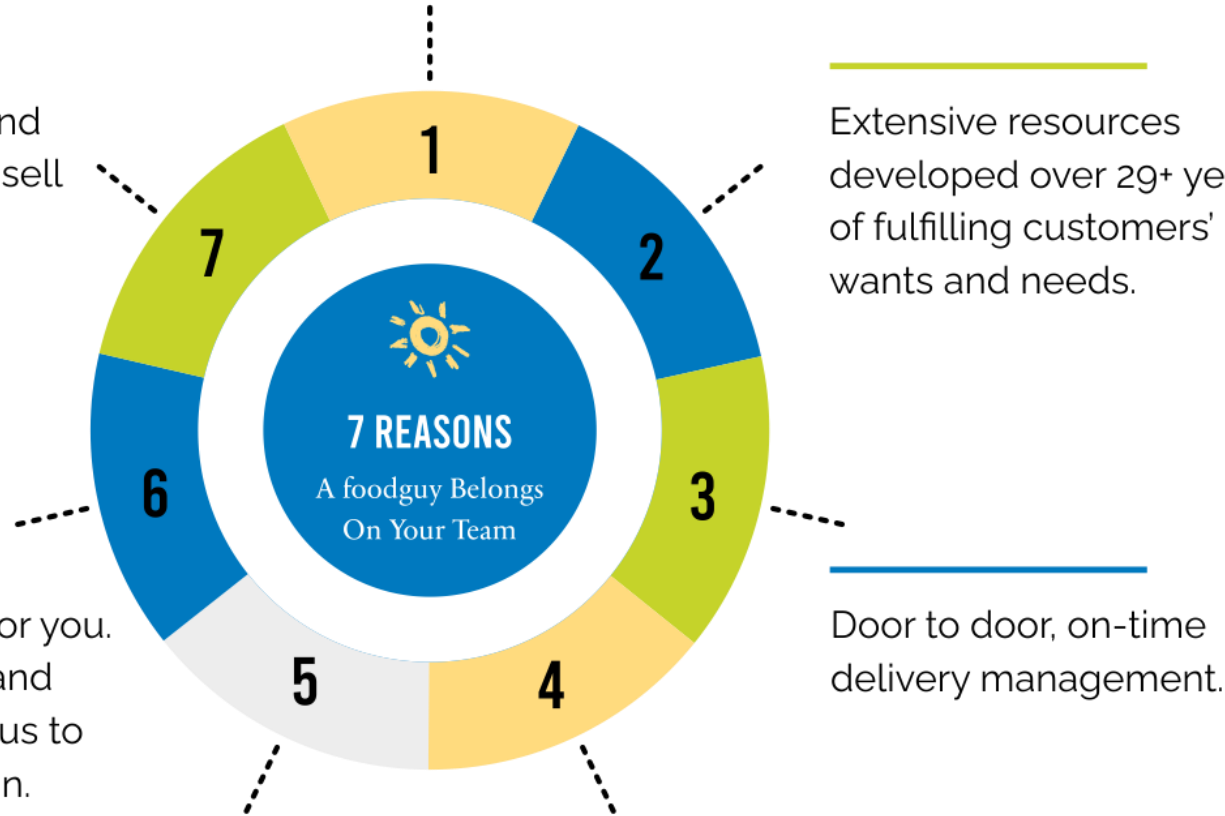 1
2
3
4
5
6
7
7 REASONS
A foodguy Belongs
On Your Team
Extensive resources
developed over 29+ ye
of fulfilling customers’
wants and needs.
Door to door, on-time
delivery management.
nd
sell
or you.
and
us to
n.